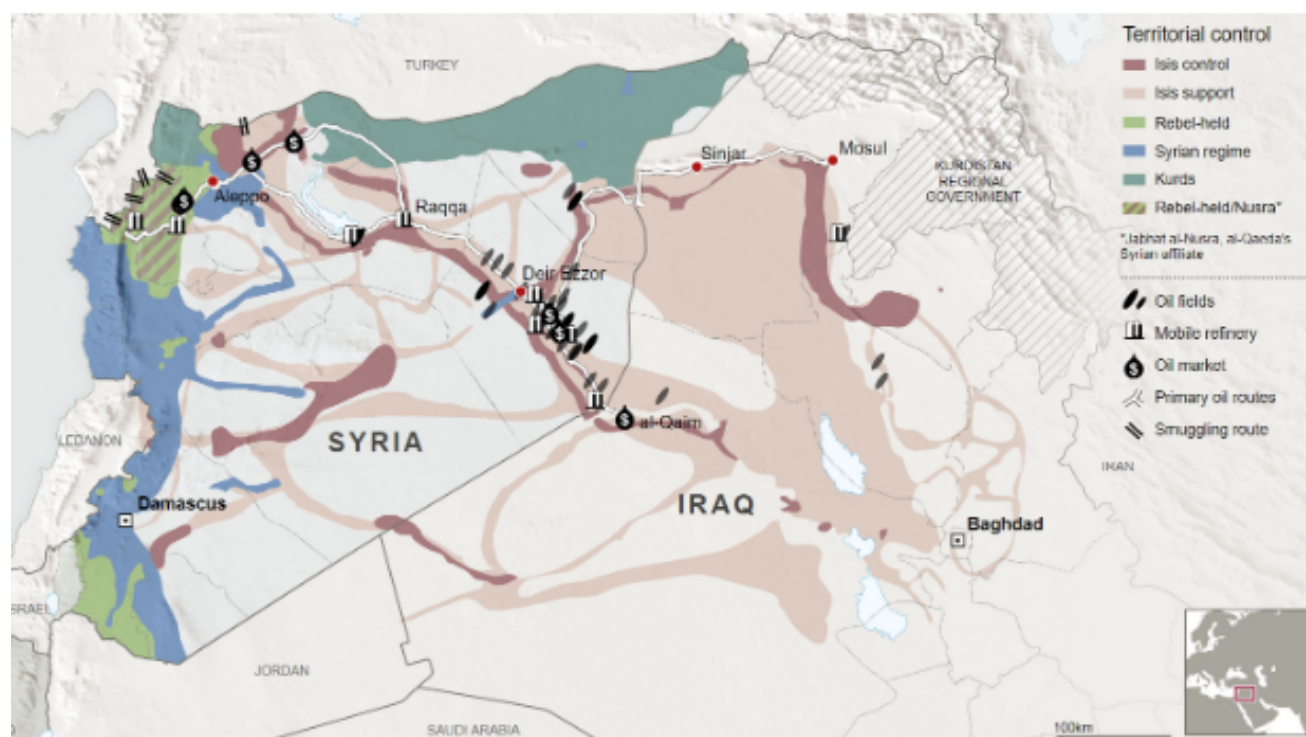 TURKEY
Sinjar
Mosul
KURDISTAN
REGIONAL
GOVERNMENT
Aleppo
Raqqa
Deir Ezzor
al-Qaim
SYRIA
LEBANON
IRAQ
IRAN
Damascus
Baghdad
ISRAEL
JORDAN
SAUDI ARABIA
100km
Territorial control
Isis control
Isis support
Rebel-held
Syrian regime
Kurds
Rebel-held/Nusra*
*Jabhat al-Nusra, al-Qaeda's
Syrian affiliate
Oil fields
Mobile refinery
$ Oil market
Primary oil routes
Smuggling route